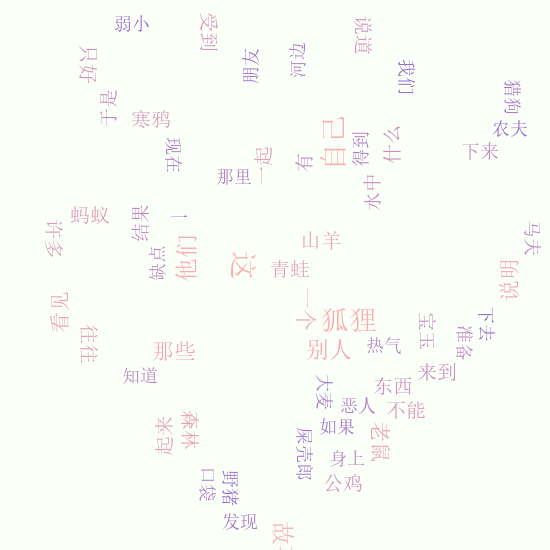 弱小
受到
说道
只好
朋友
河边
我们
猎狗
于是
寒鸦
农夫
现在
自己
得到
什么
下来
一起
有
那里
水中
蚂蚁
结果
许多
马夫
山羊
缺点
他们
这
青蛙
说明
看见
一个
狐狸
宝玉
下去
往往
那些
别人
热气
准备
知道
来到
东西
大麦
恶人
不能
森林
起来
如果
老鼠
屎壳郎
身上
公鸡
口袋
野猪
发现